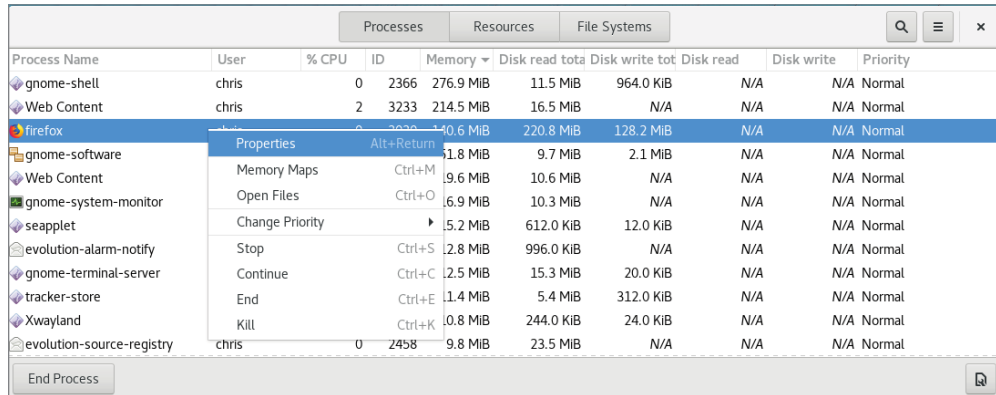 Processes Resources File Systems
Process Name User % CPU ID Memory Disk read tota Disk write tot Disk read Disk write Priority
gnome-shell chris 0 2366 276.9 MiB 11.5 MiB 964.0 KiB N/A N/A Normal
Web Content chris 2 3233 214.5 MiB 16.5 MiB N/A N/A N/A Normal
firefox 220.8 MiB 128.2 MiB N/A N/A Normal
Properties Alt+Return
gnome-software 9.7 MiB 2.1 MiB N/A N/A Normal
Memory Maps Ctrl+M
Web Content 10.6 MiB N/A N/A N/A Normal
Open Files Ctrl+O
gnome-system-monitor 10.3 MiB N/A N/A N/A Normal
Change Priority
seapplet 612.0 KiB 12.0 KiB N/A N/A Normal
Stop Ctrl+S
evolution-alarm-notify 996.0 KiB N/A N/A N/A Normal
Continue Ctrl+C
gnome-terminal-server 15.3 MiB 20.0 KiB N/A N/A Normal
End Ctrl+E
tracker-store 5.4 MiB 312.0 KiB N/A N/A Normal
Kill Ctrl+K
Xwayland 244.0 KiB 24.0 KiB N/A N/A Normal
evolution-source-registry chris 0 2458 9.8 MiB 23.5 MiB N/A N/A N/A Normal
End Process